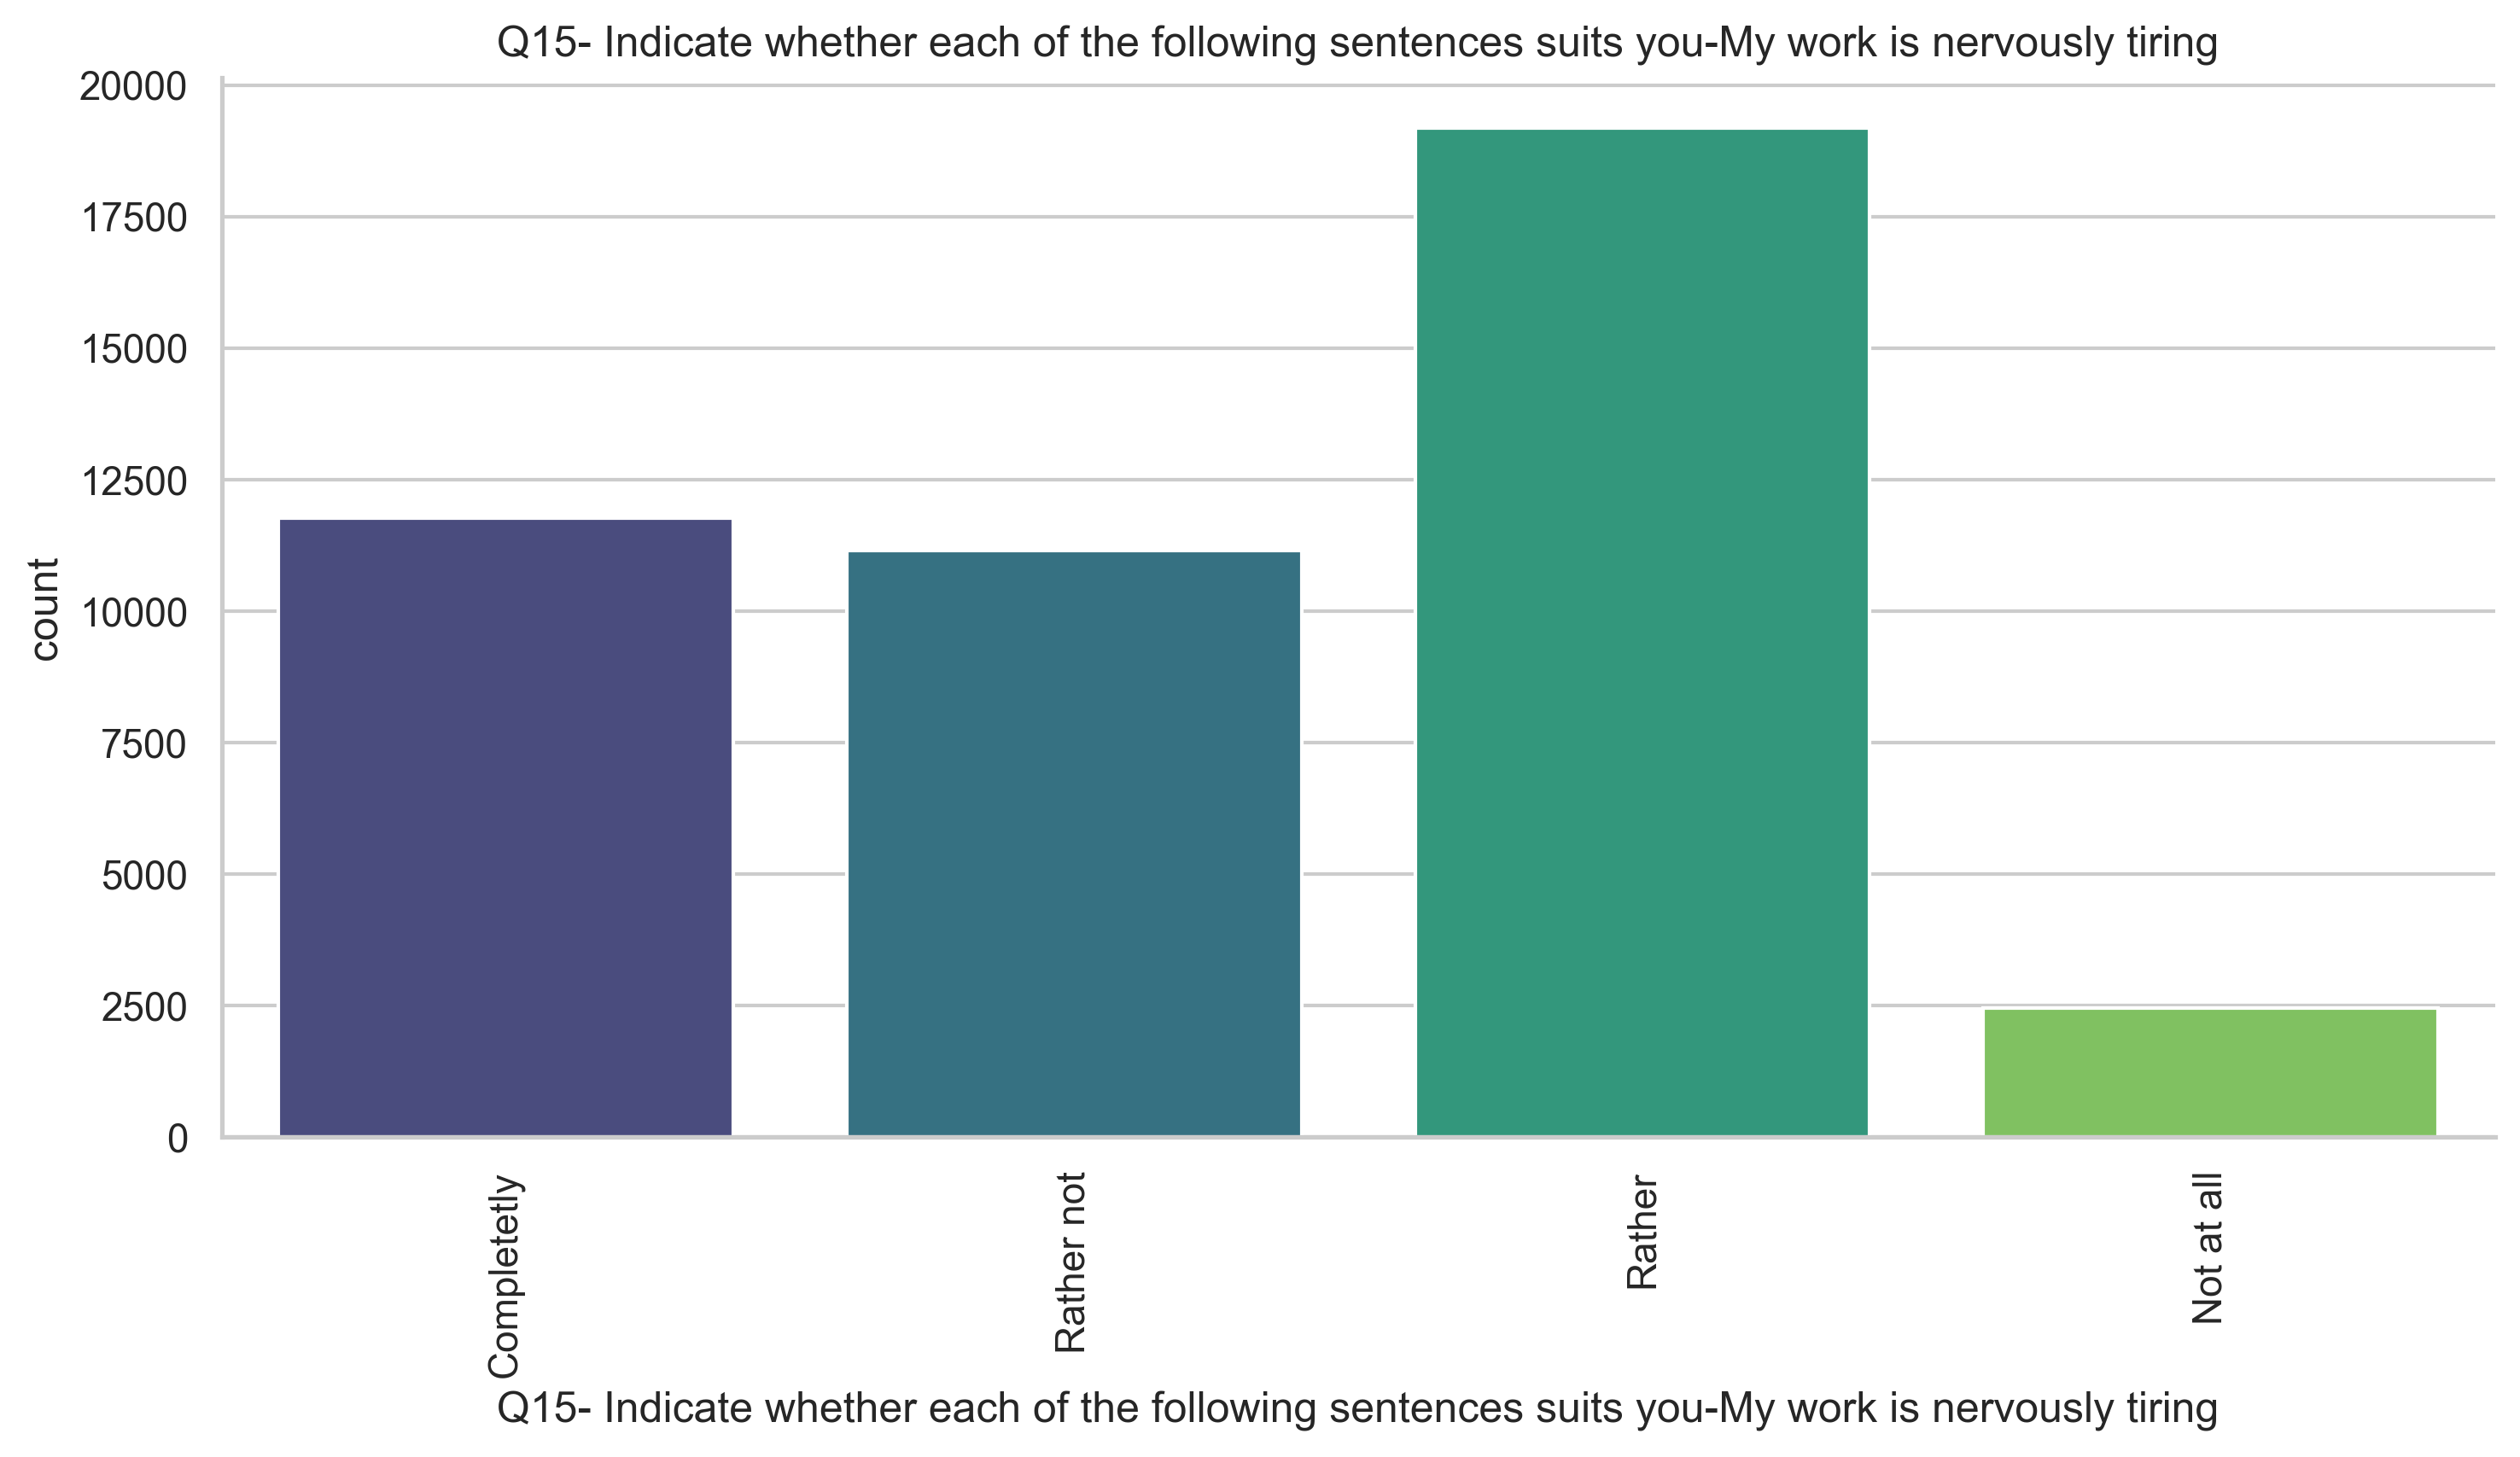 Q15- Indicate whether each of the following sentences suits you-My work is nervously tiring
20000
17500
15000
12500
10000
7500
5000
2500
0
count
Completetly
Rather not
Rather
Not at all
Q15- Indicate whether each of the following sentences suits you-My work is nervously tiring